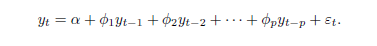 y_t = α + ϕ_1 y_{t−1} + ϕ_2 y_{t−2} + ⋯ + ϕ_p y_{t−p} + ε_t.